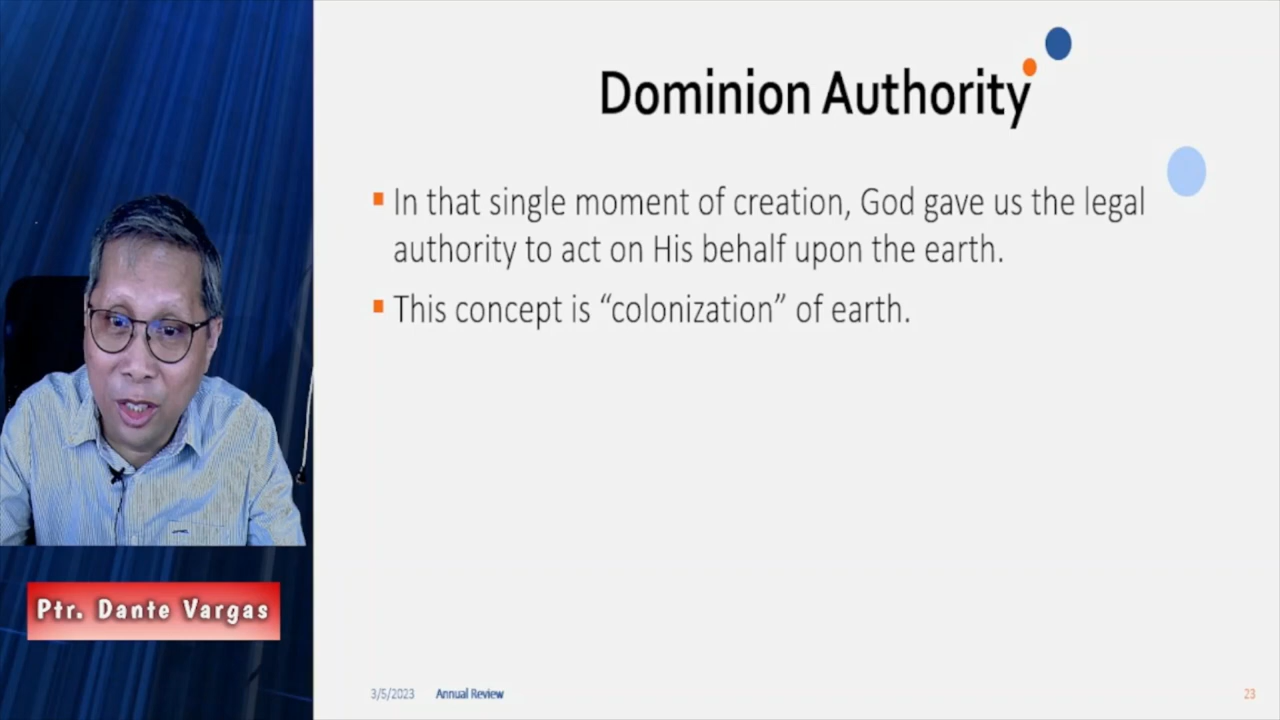 Dominion Authority
▪ In that single moment of creation, God gave us the legal
authority to act on His behalf upon the earth.
▪ This concept is “colonization” of earth.
Ptr. Dante Vargas
3/5/2023 Annual Review 23